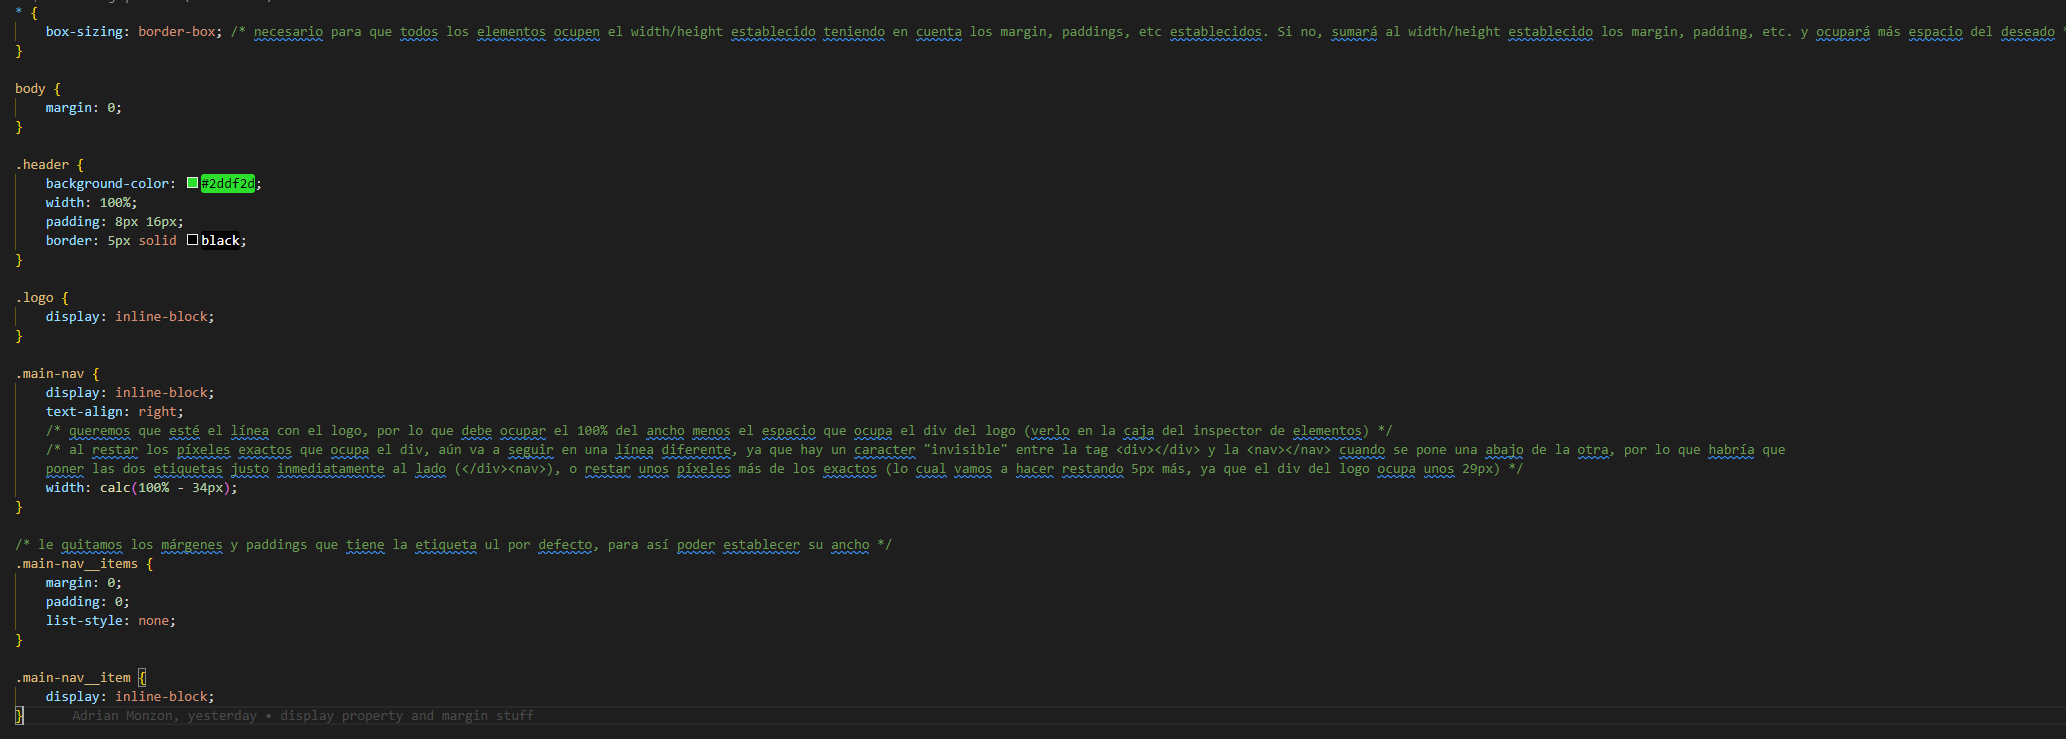 * {
    box-sizing: border-box; /* necesario para que todos los elementos ocupen el width/height establecido teniendo en cuenta los margin, paddings, etc establecidos. Si no, sumará al width/height establecido los margin, padding, etc. y ocupará más espacio del deseado
}

body {
    margin: 0;
}

.header {
    background-color: #2ddf2d;
    width: 100%;
    padding: 8px 16px;
    border: 5px solid black;
}

.logo {
    display: inline-block;
}

.main-nav {
    display: inline-block;
    text-align: right;
    /* queremos que esté el línea con el logo, por lo que debe ocupar el 100% del ancho menos el espacio que ocupa el div del logo (verlo en la caja del inspector de elementos) */
    /* al restar los píxeles exactos que ocupa el div, aún va a seguir en una línea diferente, ya que hay un caracter "invisible" entre la tag <div></div> y la <nav></nav> cuando se pone una abajo de la otra, por lo que habría que
    poner las dos etiquetas justo inmediatamente al lado (</div><nav>), o restar unos píxeles más de los exactos (lo cual vamos a hacer restando 5px más, ya que el div del logo ocupa unos 29px) */
    width: calc(100% - 34px);
}

/* le quitamos los márgenes y paddings que tiene la etiqueta ul por defecto, para así poder establecer su ancho */
.main-nav__items {
    margin: 0;
    padding: 0;
    list-style: none;
}

.main-nav__item {
    display: inline-block;
}    Adrian Monzon, yesterday • display property and margin stuff